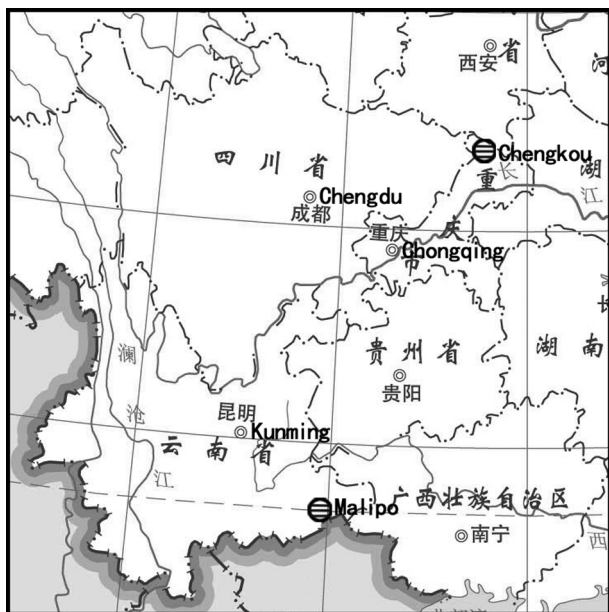 西安
省
河
四川省
Chengkou
重
长
湖
江
Chengdu
成都
重庆
庆
Chongqing
市
长
贵州省
湖南
澜
贵阳
昆明
Kunming
沧
云南省
江
Malipo
广西壮族自治区
南宁
西